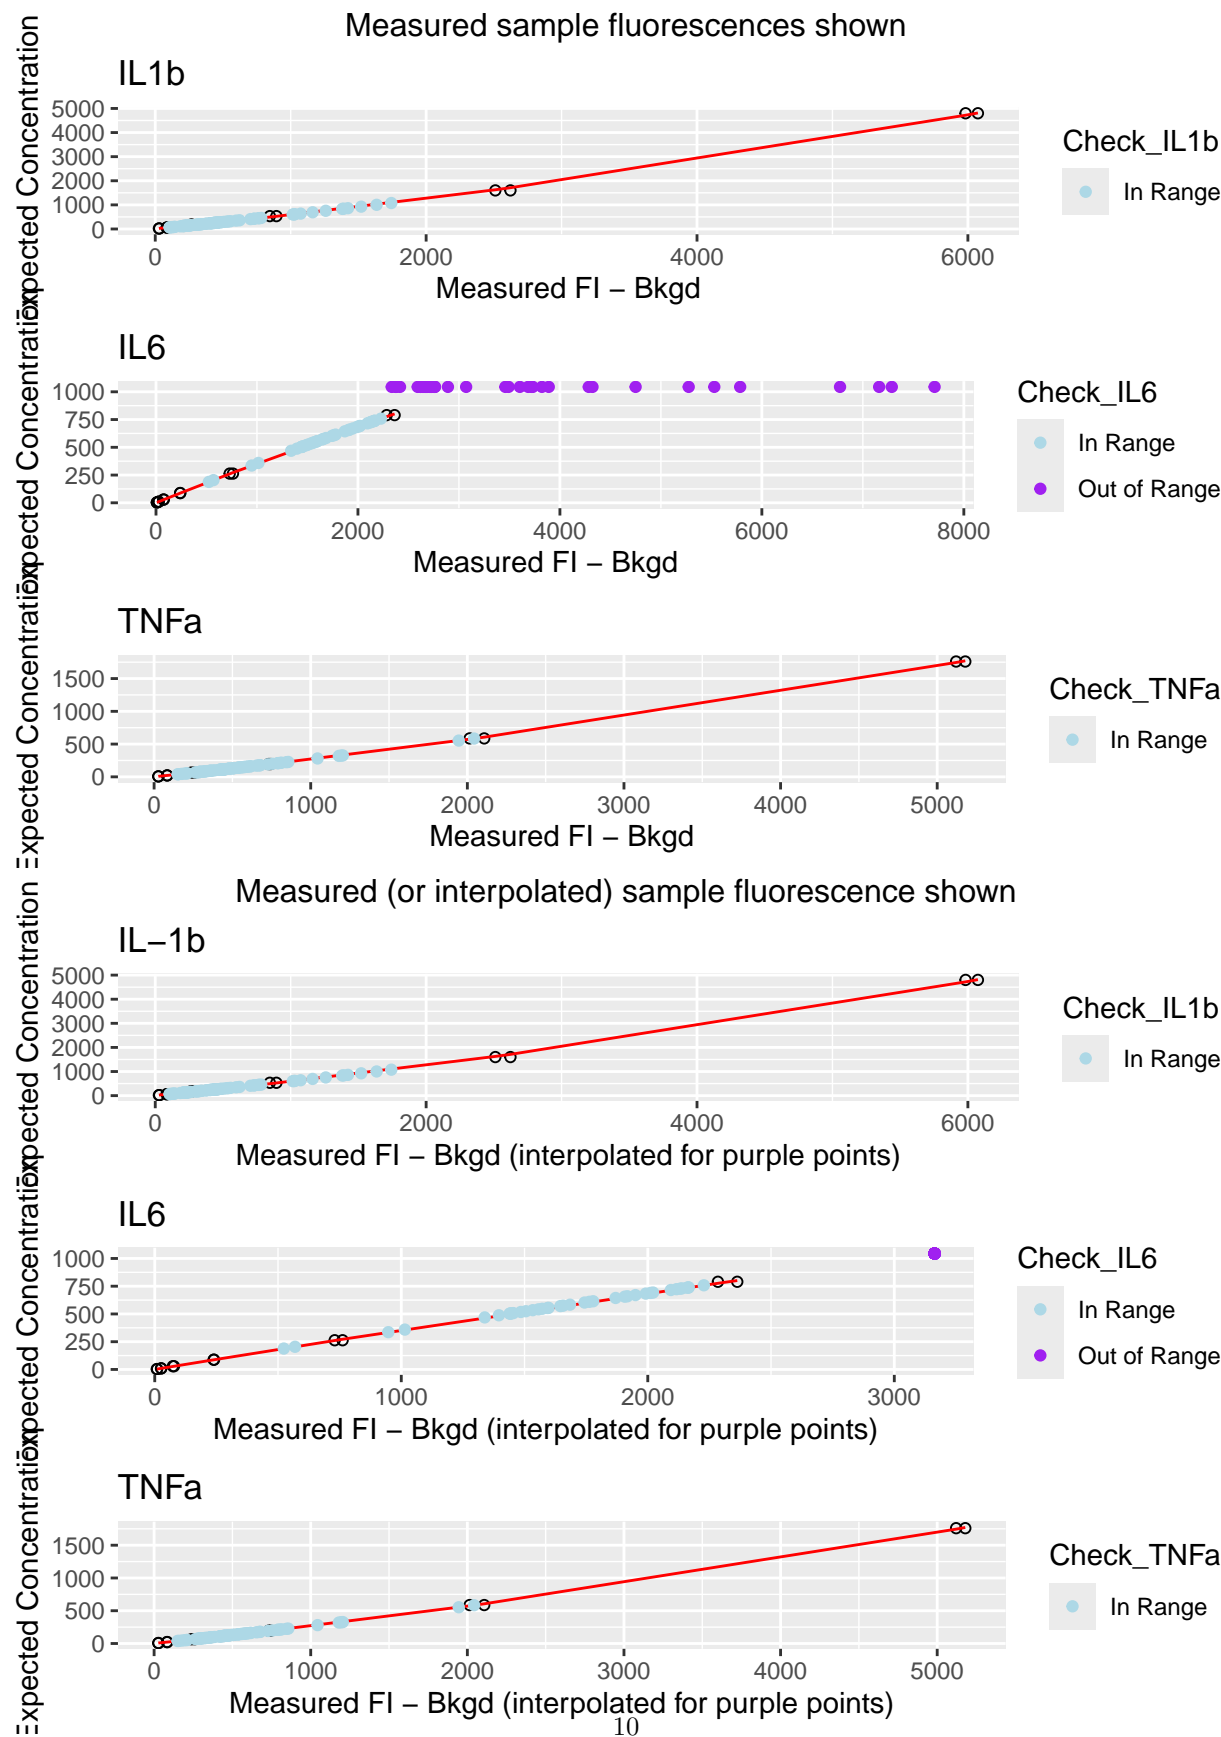 Measured sample fluorescences shown
IL1b
Expected Concentration
5000
4000
3000
2000
1000
0
0 2000 4000 6000
Measured FI − Bkgd
Check_IL1b
In Range
IL6
Expected Concentration
1000
750
500
250
0
0 2000 4000 6000 8000
Measured FI − Bkgd
Check_IL6
In Range
Out of Range
TNFa
Expected Concentration
1500
1000
500
0
0 1000 2000 3000 4000 5000
Measured FI − Bkgd
Check_TNFa
In Range
Measured (or interpolated) sample fluorescence shown
IL−1b
Expected Concentration
5000
4000
3000
2000
1000
0
0 2000 4000 6000
Measured FI − Bkgd (interpolated for purple points)
Check_IL1b
In Range
IL6
Expected Concentration
1000
750
500
250
0
0 1000 2000 3000
Measured FI − Bkgd (interpolated for purple points)
Check_IL6
In Range
Out of Range
TNFa
Expected Concentration
1500
1000
500
0
0 1000 2000 3000 4000 5000
Measured FI − Bkgd (interpolated for purple points)
Check_TNFa
In Range
10